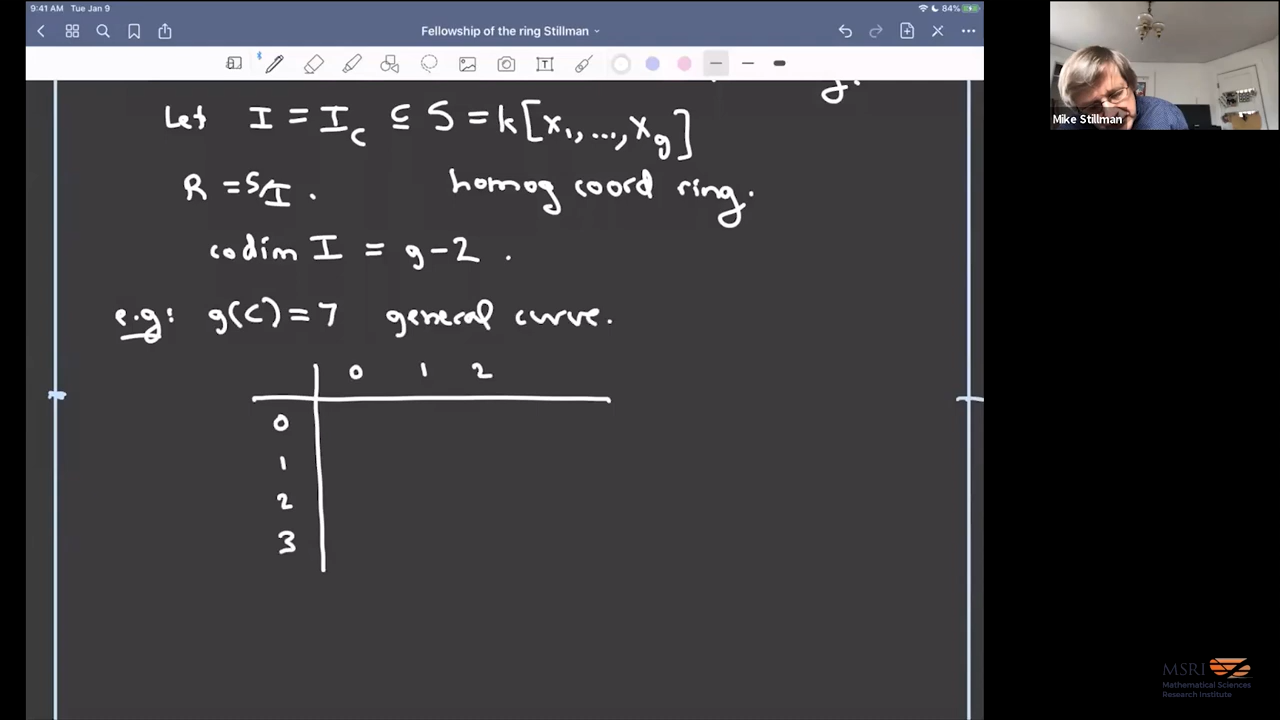 9:41 AM Tue Jan 9
84%
Fellowship of the ring Stillman
y.
Let I = I_C ⊆ S = k[x_1, ..., x_g]
R = S/I . homog coord ring.
codim I = g-2 .
e.g: g(C) = 7 general curve.
0 1 2
0
1
2
3
Mike Stillman
MSRI
Mathematical Sciences
Research Institute